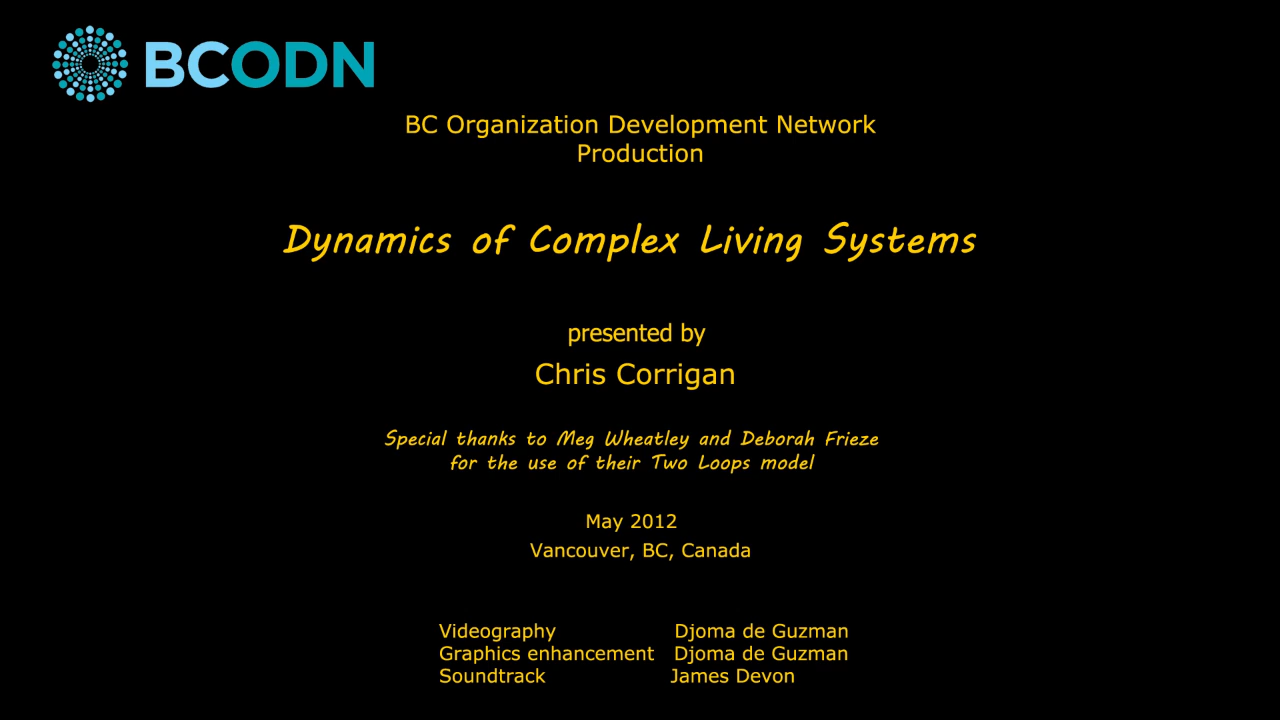 BCODN
BC Organization Development Network
Production
Dynamics of Complex Living Systems
presented by
Chris Corrigan
Special thanks to Meg Wheatley and Deborah Frieze
for the use of their Two Loops model
May 2012
Vancouver, BC, Canada
Videography Djoma de Guzman
Graphics enhancement Djoma de Guzman
Soundtrack James Devon